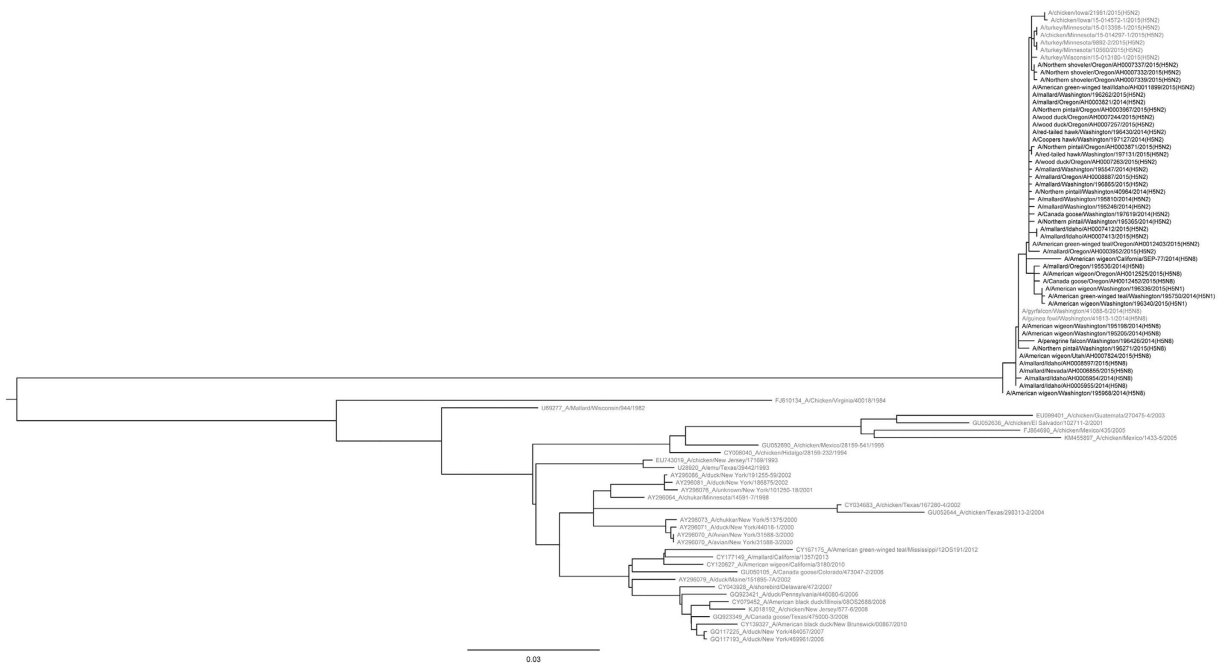 A/chicken/Iowa/21981/2015(H5N2)
A/chicken/Iowa/15-014572-1/2015(H5N2)
A/turkey/Minnesota/15-013398-1/2015(H5N2)
A/chicken/Minnesota/15-014297-1/2015(H5N2)
A/turkey/Minnesota/9892-2/2015(H5N2)
A/turkey/Minnesota/10560/2015(H5N2)
A/turkey/Wisconsin/15-013180-1/2015(H5N2)
A/Northern shoveler/Oregon/AH0007337/2015(H5N2)
A/Northern shoveler/Oregon/AH0007332/2015(H5N2)
A/Northern shoveler/Oregon/AH0007339/2015(H5N2)
A/American green-winged teal/Idaho/AH0011899/2015(H5N2)
A/mallard/Washington/196262/2015(H5N2)
A/mallard/Oregon/AH0003821/2014(H5N2)
A/Northern pintail/Oregon/AH0003967/2015(H5N2)
A/wood duck/Oregon/AH0007244/2015(H5N2)
A/wood duck/Oregon/AH0007257/2015(H5N2)
A/red-tailed hawk/Washington/196430/2014(H5N2)
A/Coopers hawk/Washington/197127/2014(H5N2)
A/Northern pintail/Oregon/AH0003871/2015(H5N2)
A/red-tailed hawk/Washington/197131/2015(H5N2)
A/wood duck/Oregon/AH0007263/2015(H5N2)
A/mallard/Washington/195547/2014(H5N2)
A/mallard/Oregon/AH0008887/2015(H5N2)
A/mallard/Washington/196865/2015(H5N2)
A/Northern pintail/Washington/40964/2014(H5N2)
A/mallard/Washington/195810/2014(H5N2)
A/mallard/Washington/195246/2014(H5N2)
A/Canada goose/Washington/197619/2014(H5N2)
A/Northern pintail/Washington/195365/2014(H5N2)
A/mallard/Idaho/AH0007412/2015(H5N2)
A/mallard/Idaho/AH0007413/2015(H5N2)
A/American green-winged teal/Oregon/AH0012403/2015(H5N2)
A/mallard/Oregon/AH0003952/2015(H5N2)
A/American wigeon/California/SEP-77/2014(H5N8)
A/mallard/Oregon/195536/2014(H5N8)
A/American wigeon/Oregon/AH0012525/2015(H5N8)
A/Canada goose/Oregon/AH0012452/2015(H5N8)
A/American wigeon/Washington/196336/2015(H5N1)
A/American green-winged teal/Washington/195750/2014(H5N1)
A/American wigeon/Washington/196340/2015(H5N1)
A/gyrfalcon/Washington/41088-6/2014(H5N8)
A/guinea fowl/Washington/41613-1/2014(H5N8)
A/American wigeon/Washington/195198/2014(H5N8)
A/American wigeon/Washington/195205/2014(H5N8)
A/peregrine falcon/Washington/196426/2014(H5N8)
A/Northern pintail/Washington/196271/2015(H5N8)
A/American wigeon/Utah/AH0007824/2015(H5N8)
A/mallard/Idaho/AH0008597/2015(H5N8)
A/mallard/Nevada/AH0006855/2015(H5N8)
A/mallard/Idaho/AH0005954/2014(H5N8)
A/mallard/Idaho/AH0005955/2014(H5N8)
A/American wigeon/Washington/195968/2014(H5N8)
FJ610134_A/Chicken/Virginia/40018/1984
U69277_A/Mallard/Wisconsin/944/1982
EU099401_A/chicken/Guatemala/270475-4/2003
GU052636_A/chicken/El Salvador/102711-2/2001
FJ864690_A/chicken/Mexico/435/2005
KM455897_A/chicken/Mexico/1433-5/2005
GU052890_A/chicken/Mexico/28159-541/1995
CY006040_A/chicken/Hidalgo/28159-232/1994
EU743019_A/chicken/New Jersey/17169/1993
U28920_A/emu/Texas/39442/1993
AY296086_A/duck/New York/191255-59/2002
AY296081_A/duck/New York/186875/2002
AY296076_A/unknown/New York/101250-18/2001
AY296084_A/chukar/Minnesota/14591-7/1998
CY034683_A/chicken/Texas/167280-4/2002
GU052844_A/chicken/Texas/298313-2/2004
AY296073_A/chukkar/New York/51375/2000
AY296071_A/duck/New York/44018-1/2000
AY296070_A/Avian/New York/31588-3/2000
AY296070_A/avian/New York/31588-3/2000
CY167175_A/American green-winged teal/Mississippi/12OS191/2012
CY177149_A/mallard/California/1357/2013
CY120627_A/American wigeon/California/3180/2010
GU050105_A/Canada goose/Colorado/473047-2/2006
AY296079_A/duck/Maine/151895-7A/2002
CY043928_A/shorebird/Delaware/472/2007
GQ923421_A/duck/Pennsylvania/446080-6/2006
CY079452_A/American black duck/Illinois/08OS2688/2008
KJ018192_A/chicken/New Jersey/577-6/2008
GQ923349_A/Canada goose/Texas/475000-3/2006
CY139327_A/American black duck/New Brunswick/00867/2010
GQ117225_A/duck/New York/484057/2007
GQ117193_A/duck/New York/469961/2006
0.03